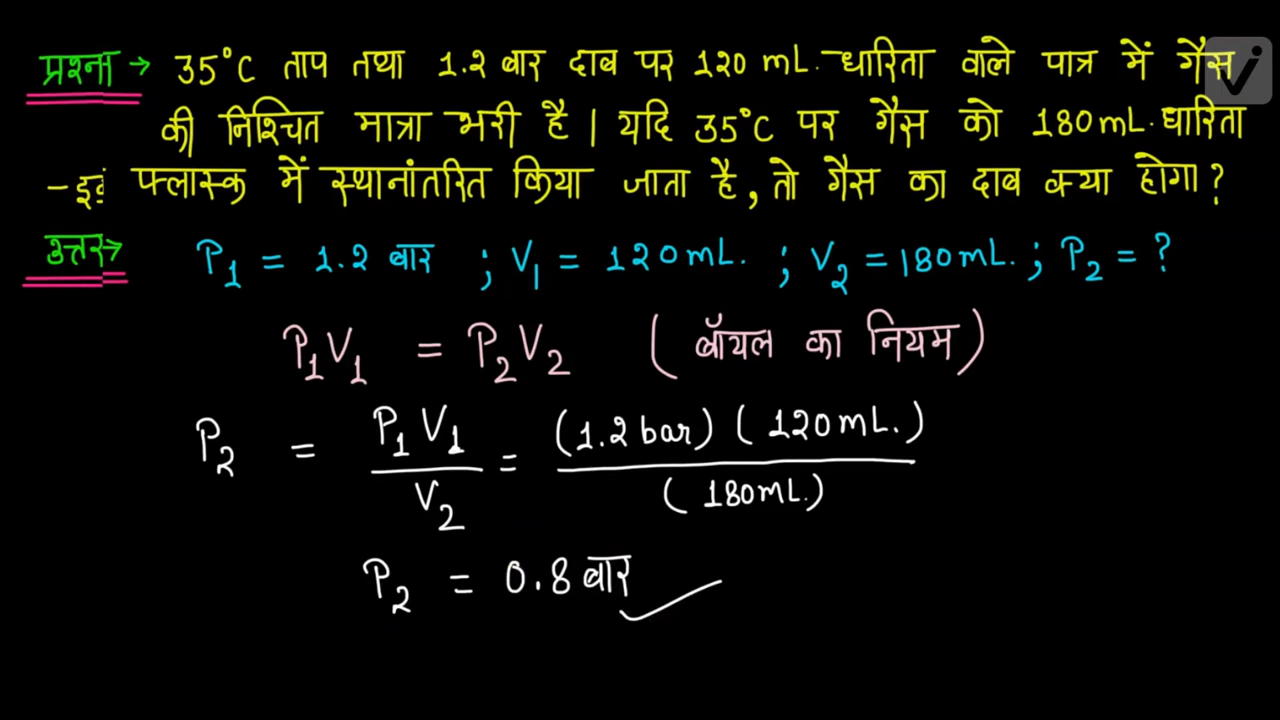 प्रश्न → 35°C ताप तथा 1.2 बार दाब पर 120 mL. धारिता वाले पात्र में गैस
की निश्चित मात्रा भरी है | यदि 35°C पर गैस को 180 mL. धारिता
फ्लास्क में स्थानांतरित किया जाता है, तो गैस का दाब क्या होगा ?
उत्तर→ P₁ = 1.2 बार ; V₁ = 120 mL. ; V₂ = 180 mL. ; P₂ = ?
P₁V₁ = P₂V₂ ( बॉयल का नियम )
P₂ = P₁V₁/V₂ = (1.2 bar) (120 mL.)/(180 mL.)
P₂ = 0.8 बार